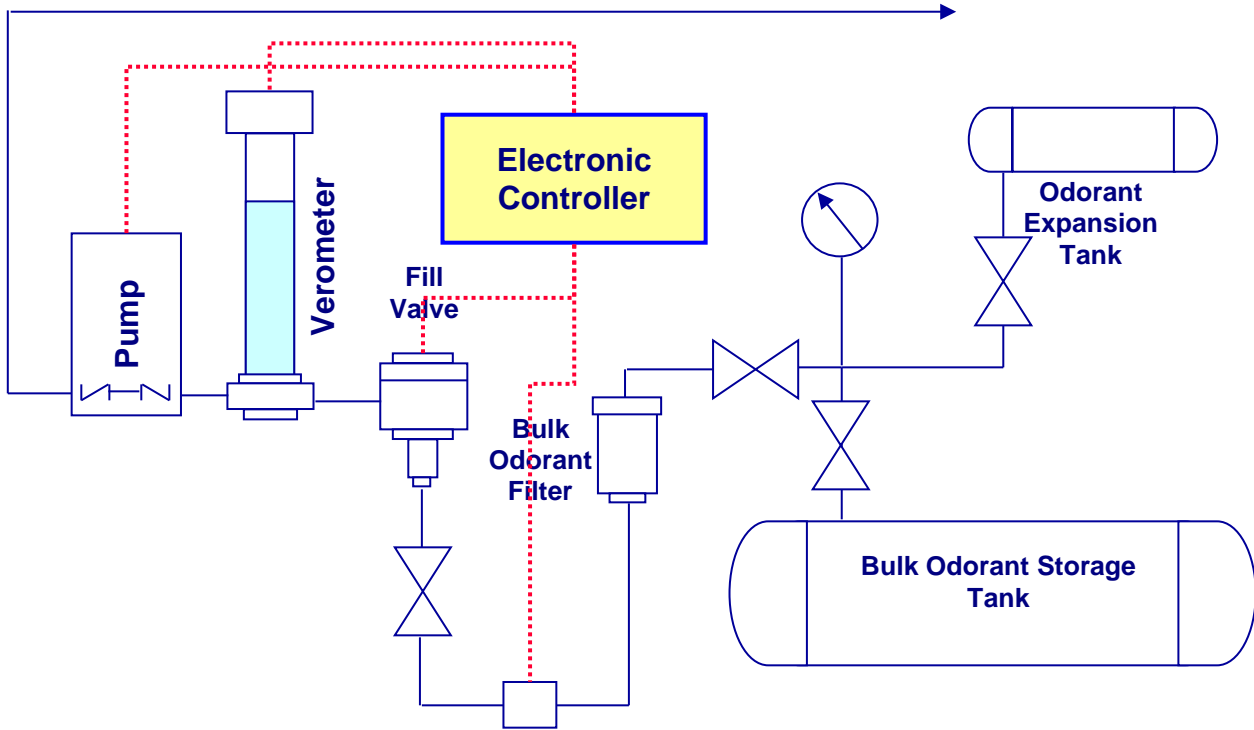 Electronic
Controller
Odorant
Expansion
Tank
Verometer
Pump
Fill
Valve
Bulk
Odorant
Filter
Bulk Odorant Storage
Tank